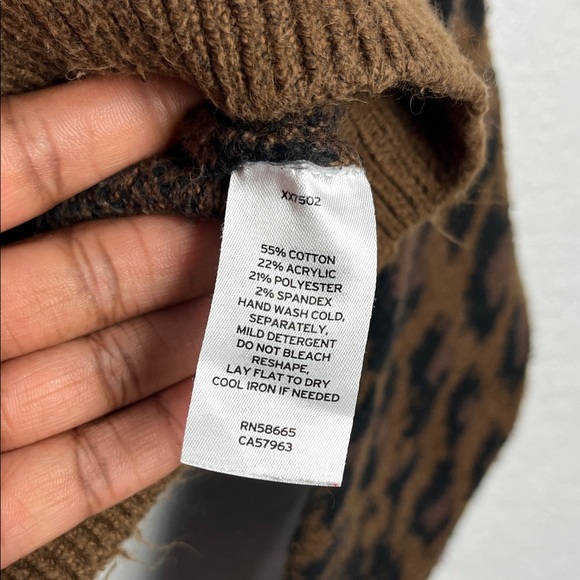 XX7502
55% COTTON
22% ACRYLIC
21% POLYESTER
2% SPANDEX
HAND WASH COLD,
SEPARATELY,
MILD DETERGENT
DO NOT BLEACH
RESHAPE,
LAY FLAT TO DRY
COOL IRON IF NEEDED
RN58665
CA57963